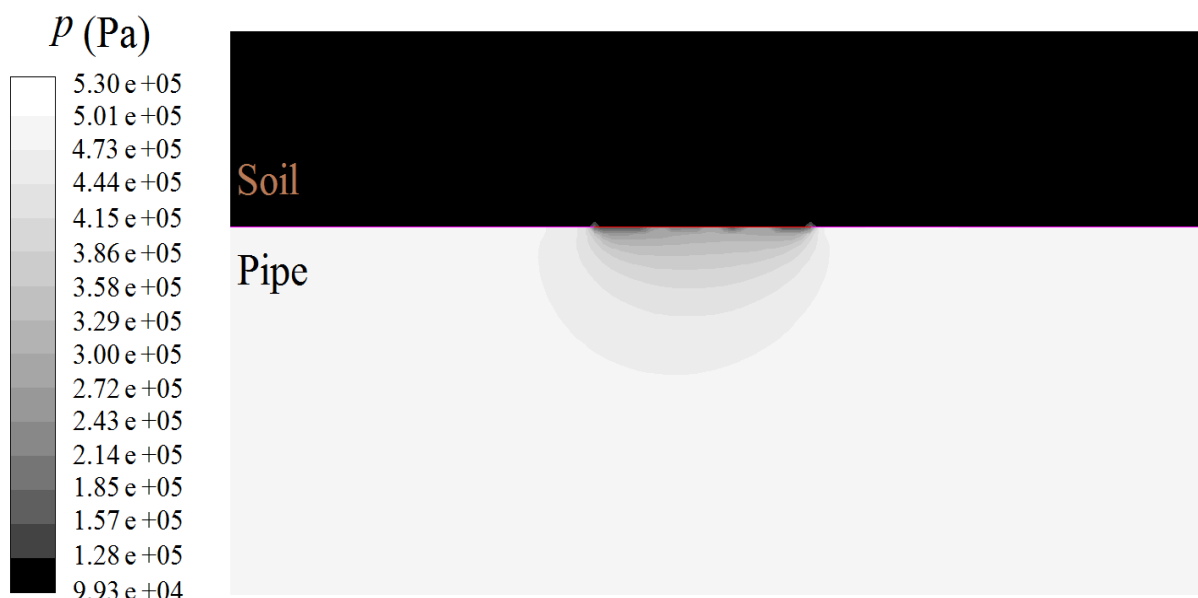 p (Pa)
5.30 e +05
5.01 e +05
4.73 e +05
4.44 e +05
4.15 e +05
3.86 e +05
3.58 e +05
3.29 e +05
3.00 e +05
2.72 e +05
2.43 e +05
2.14 e +05
1.85 e +05
1.57 e +05
1.28 e +05
9.93 e +04
Soil
Pipe